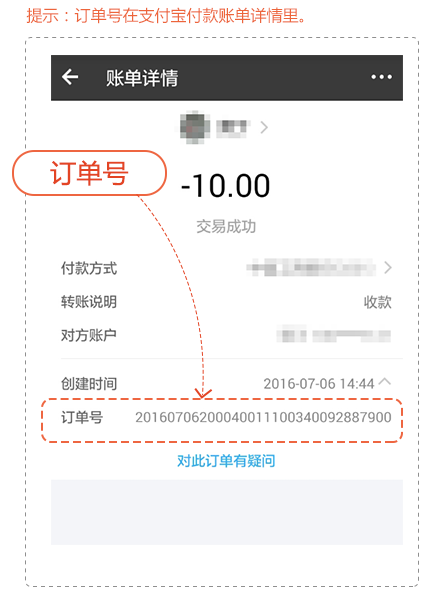 提示：订单号在支付宝付款账单详情里。
账单详情
订单号
-10.00
交易成功
付款方式
转账说明 收款
对方账户
创建时间 2016-07-06 14:44
订单号 20160706200040011100340092887900
对此订单有疑问